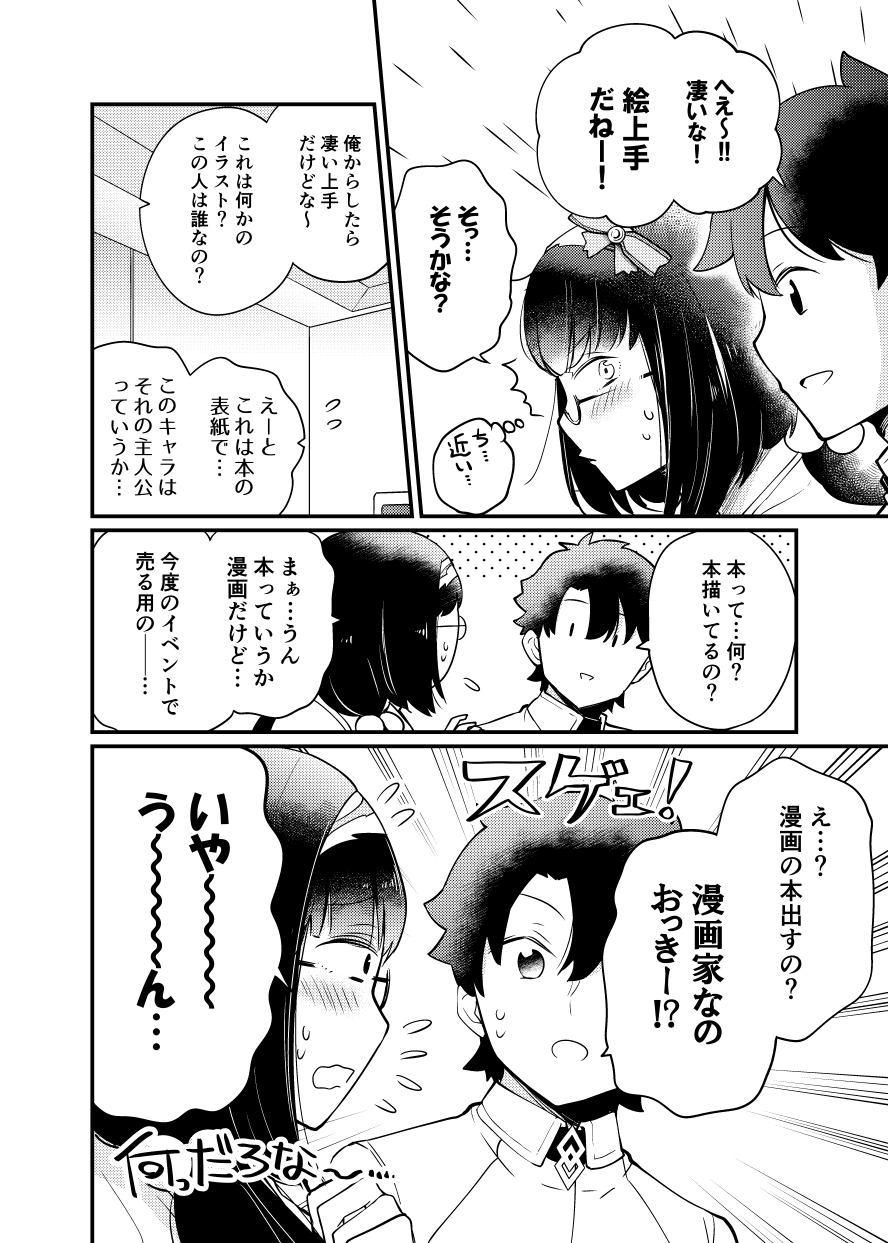 へえ〜!!
凄いな!
絵上手
だねー!
そっ…
そうかな?
ち…
近い…
俺からしたら
凄い上手
だけどな〜
これは何かの
イラスト?
この人は誰なの?
えーと
これは本の
表紙で…
このキャラは
それの主人公
っていうか…
本って…何?
本描いてるの?
まぁ…うん
本っていうか
漫画だけど…
今度のイベントで
売る用の──…
え…?
漫画の本出すの?
スゲェ!
漫画家なの
おっきー!?
いや〜〜〜〜
う〜〜〜〜ん…
何つだろな〜……